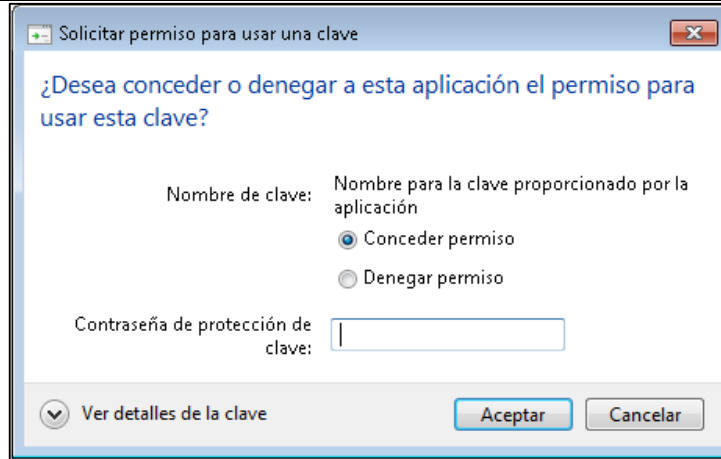 Solicitar permiso para usar una clave
¿Desea conceder o denegar a esta aplicación el permiso para
usar esta clave?
Nombre de clave: Nombre para la clave proporcionado por la
aplicación
Conceder permiso
Denegar permiso
Contraseña de protección de
clave:
Ver detalles de la clave Aceptar Cancelar